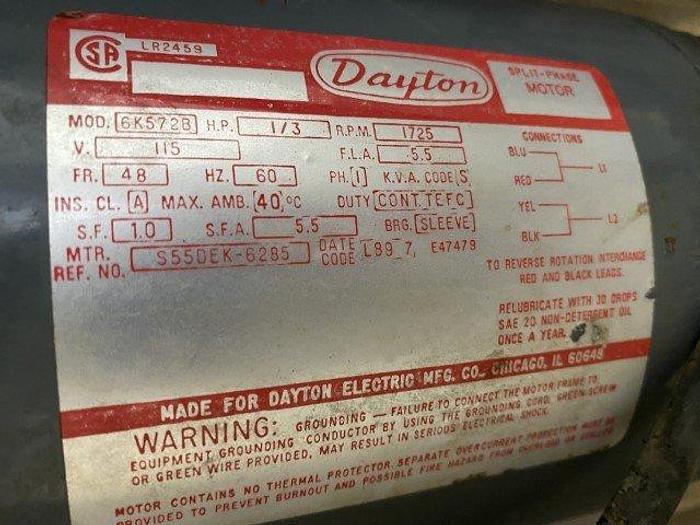 CSA LR2459
Dayton
SPLIT-PHASE
MOTOR
MOD. 6K572B H.P. 1/3 R.P.M. 1725
V. 115 F.L.A. 5.5
FR. 48 HZ. 60 PH. 1 K.V.A. CODE S
INS. CL. A MAX. AMB. 40 °C DUTY CONT. TEFC
S.F. 1.0 S.F.A. 5.5 BRG. SLEEVE
MTR. REF. NO. S55DEK-6285 DATE CODE L89 7, E47479
CONNECTIONS
BLU
RED
L1
YEL
BLK
L2
TO REVERSE ROTATION INTERCHANGE
RED AND BLACK LEADS.
RELUBRICATE WITH 30 DROPS
SAE 20 NON-DETERGENT OIL
ONCE A YEAR.
MADE FOR DAYTON ELECTRIC MFG. CO., CHICAGO, IL 60648
WARNING: GROUNDING — FAILURE TO CONNECT THE MOTOR FRAME TO
EQUIPMENT GROUNDING CONDUCTOR BY USING THE GROUNDING CORD, GREEN SCREW
OR GREEN WIRE PROVIDED, MAY RESULT IN SERIOUS ELECTRICAL SHOCK.
MOTOR CONTAINS NO THERMAL PROTECTOR. SEPARATE OVERCURRENT PROTECTION MUST BE
PROVIDED TO PREVENT BURNOUT AND POSSIBLE FIRE HAZARD FROM OVERLOAD OR